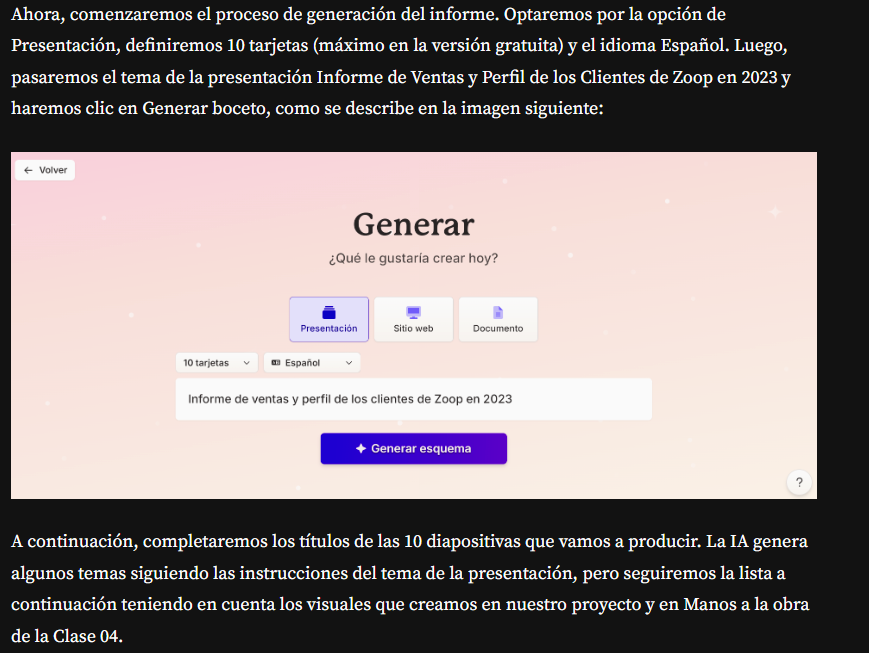 Ahora, comenzaremos el proceso de generación del informe. Optaremos por la opción de
Presentación, definiremos 10 tarjetas (máximo en la versión gratuita) y el idioma Español. Luego,
pasaremos el tema de la presentación Informe de Ventas y Perfil de los Clientes de Zoop en 2023 y
haremos clic en Generar boceto, como se describe en la imagen siguiente:
← Volver
Generar
¿Qué le gustaría crear hoy?
Presentación
Sitio web
Documento
10 tarjetas
Español
Informe de ventas y perfil de los clientes de Zoop en 2023
Generar esquema
?
A continuación, completaremos los títulos de las 10 diapositivas que vamos a producir. La IA genera
algunos temas siguiendo las instrucciones del tema de la presentación, pero seguiremos la lista a
continuación teniendo en cuenta los visuales que creamos en nuestro proyecto y en Manos a la obra
de la Clase 04.